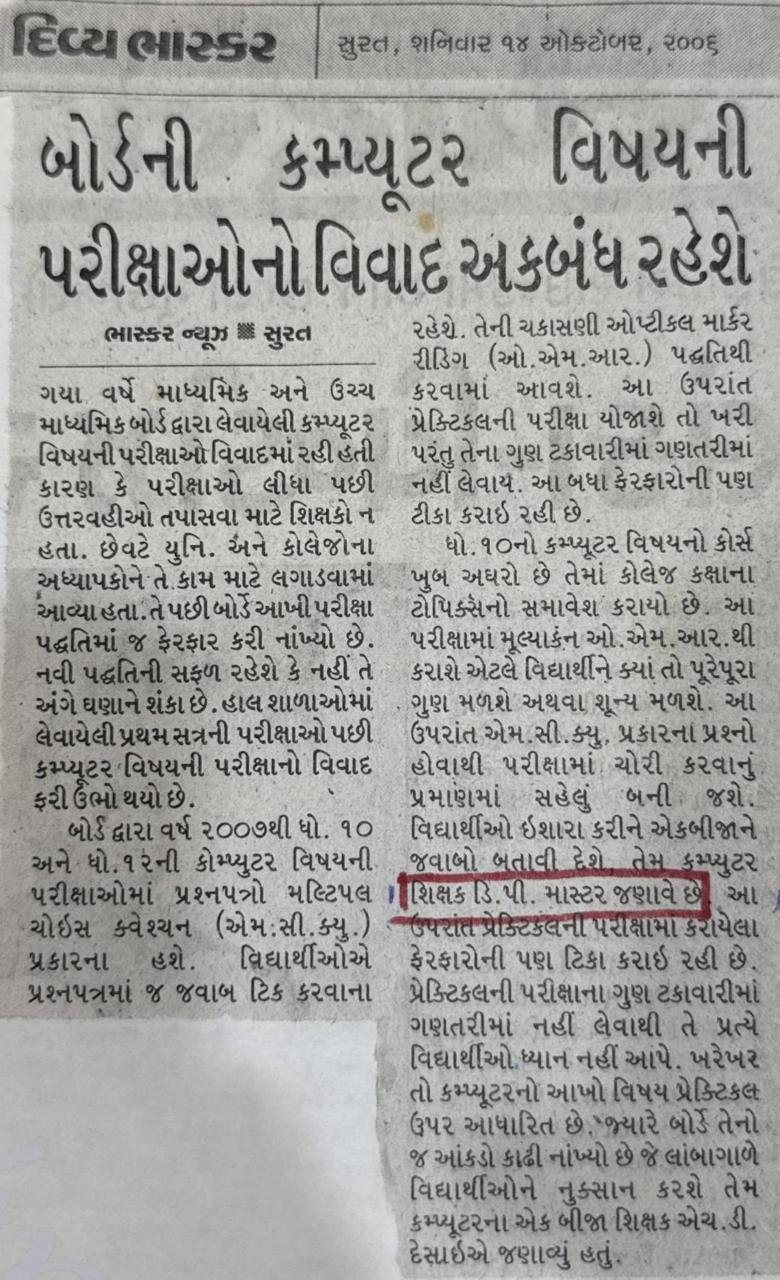 દિવ્ય ભાસ્કર
સુરત, શનિવાર ૧૪ ઓક્ટોબર, ૨૦૦૬
બોર્ડની કમ્પ્યૂટર વિષયની
પરીક્ષાઓનો વિવાદ અકબંધ રહેશે
ભાસ્કર ન્યૂઝ ※ સુરત
ગયા વર્ષે માધ્યમિક અને ઉચ્ચ
માધ્યમિક બોર્ડ દ્વારા લેવાયેલી કમ્પ્યૂટર
વિષયની પરીક્ષાઓ વિવાદમાં રહી હતી
કારણ કે પરીક્ષાઓ લીધા પછી
ઉત્તરવહીઓ તપાસવા માટે શિક્ષકો ન
હતા. છેવટે યુનિ. અને કોલેજોના
અધ્યાપકોને તે કામ માટે લગાડવામાં
આવ્યા હતા. તે પછી બોર્ડે આખી પરીક્ષા
પદ્ધતિમાં જ ફેરફાર કરી નાંખ્યો છે.
નવી પદ્ધતિની સફળ રહેશે કે નહીં તે
અંગે ઘણાને શંકા છે. હાલ શાળાઓમાં
લેવાયેલી પ્રથમ સત્રની પરીક્ષાઓ પછી
કમ્પ્યૂટર વિષયની પરીક્ષાનો વિવાદ
ફરી ઉભો થયો છે.
બોર્ડ દ્વારા વર્ષ ૨૦૦૭થી ધો. ૧૦
અને ધો.૧૨ની કોમ્પ્યુટર વિષયની
પરીક્ષાઓમાં પ્રશ્નપત્રો મલ્ટિપલ
ચોઇસ ક્વેશ્ચન (એમ.સી.ક્યુ.)
પ્રકારના હશે. વિદ્યાર્થીઓએ
પ્રશ્નપત્રમાં જ જવાબ ટિક કરવાના
રહેશે. તેની ચકાસણી ઓપ્ટીકલ માર્કર
રીડિંગ (ઓ.એમ.આર.) પદ્ધતિથી
કરવામાં આવશે. આ ઉપરાંત
પ્રેક્ટિકલની પરીક્ષા યોજાશે તો ખરી
પરંતુ તેના ગુણ ટકાવારીમાં ગણતરીમાં
નહીં લેવાય. આ બધા ફેરફારોની પણ
ટીકા કરાઇ રહી છે.
ધો.૧૦નો કમ્પ્યૂટર વિષયનો કોર્સ
ખુબ અઘરો છે તેમાં કોલેજ કક્ષાના
ટોપિક્સનો સમાવેશ કરાયો છે. આ
પરીક્ષામાં મૂલ્યાકંન ઓ.એમ.આર.થી
કરાશે એટલે વિદ્યાર્થીને ક્યાં તો પૂરેપૂરા
ગુણ મળશે અથવા શૂન્ય મળશે. આ
ઉપરાંત એમ.સી.ક્યુ. પ્રકારના પ્રશ્નો
હોવાથી પરીક્ષામાં ચોરી કરવાનું
પ્રમાણમાં સહેલું બની જશે.
વિદ્યાર્થીઓ ઇશારા કરીને એકબીજાને
જવાબો બતાવી દેશે, તેમ કમ્પ્યુટર
શિક્ષક ડિ.પી. માસ્ટર જણાવે છે. આ
ઉપરાંત પ્રેક્ટિકલની પરીક્ષામાં કરાયેલા
ફેરફારોની પણ ટિકા કરાઇ રહી છે.
પ્રેક્ટિકલની પરીક્ષાના ગુણ ટકાવારીમાં
ગણતરીમાં નહીં લેવાથી તે પ્રત્યે
વિદ્યાર્થીઓ ધ્યાન નહીં આપે. ખરેખર
તો કમ્પ્યૂટરનો આખો વિષય પ્રેક્ટિકલ
ઉપર આધારિત છે. જ્યારે બોર્ડે તેનો
જ આંકડો કાઢી નાંખ્યો છે જે લાંબાગાળે
વિદ્યાર્થીઓને નુક્સાન કરશે તેમ
કમ્પ્યૂટરના એક બીજા શિક્ષક એચ.ડી.
દેસાઇએ જણાવ્યું હતું.